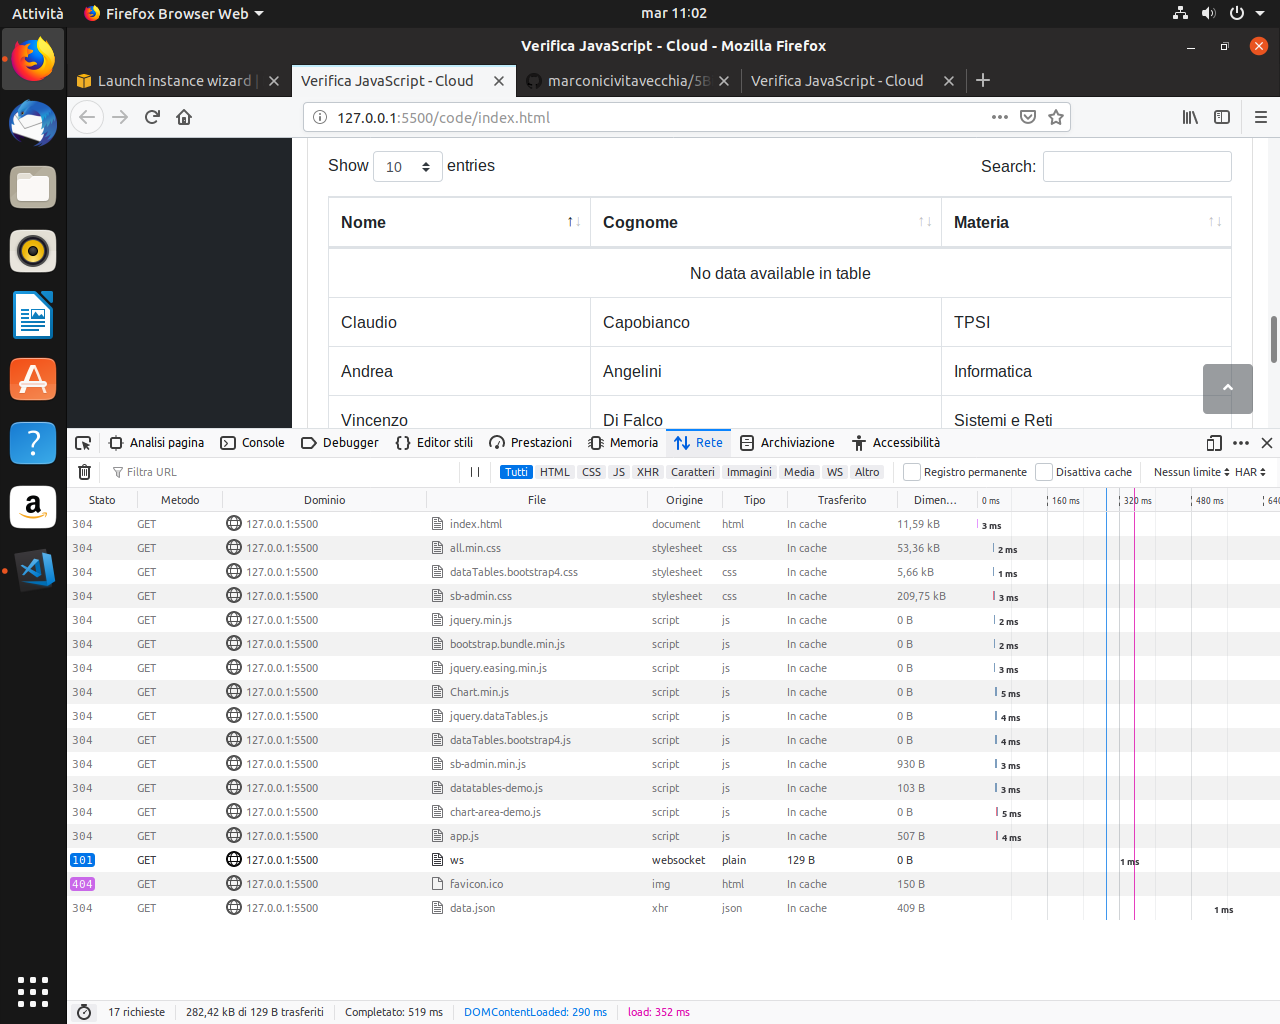 Attività Firefox Browser Web mar 11:02
Verifica JavaScript - Cloud - Mozilla Firefox
Launch instance wizard | Verifica JavaScript - Cloud marconicivitavecchia/5B Verifica JavaScript - Cloud
127.0.0.1:5500/code/index.html
Show 10 entries Search:
Nome Cognome Materia
No data available in table
Claudio Capobianco TPSI
Andrea Angelini Informatica
Vincenzo Di Falco Sistemi e Reti
Analisi pagina Console Debugger Editor stili Prestazioni Memoria Rete Archiviazione Accessibilità
Filtra URL Tutti HTML CSS JS XHR Caratteri Immagini Media WS Altro Registro permanente Disattiva cache Nessun limite HAR
Stato Metodo Dominio File Origine Tipo Trasferito Dimen… 0 ms 160 ms 320 ms 480 ms 640
304 GET 127.0.0.1:5500 index.html document html In cache 11,59 kB 3 ms
304 GET 127.0.0.1:5500 all.min.css stylesheet css In cache 53,36 kB 2 ms
304 GET 127.0.0.1:5500 dataTables.bootstrap4.css stylesheet css In cache 5,66 kB 1 ms
304 GET 127.0.0.1:5500 sb-admin.css stylesheet css In cache 209,75 kB 3 ms
304 GET 127.0.0.1:5500 jquery.min.js script js In cache 0 B 2 ms
304 GET 127.0.0.1:5500 bootstrap.bundle.min.js script js In cache 0 B 2 ms
304 GET 127.0.0.1:5500 jquery.easing.min.js script js In cache 0 B 3 ms
304 GET 127.0.0.1:5500 Chart.min.js script js In cache 0 B 5 ms
304 GET 127.0.0.1:5500 jquery.dataTables.js script js In cache 0 B 4 ms
304 GET 127.0.0.1:5500 dataTables.bootstrap4.js script js In cache 0 B 4 ms
304 GET 127.0.0.1:5500 sb-admin.min.js script js In cache 930 B 3 ms
304 GET 127.0.0.1:5500 datatables-demo.js script js In cache 103 B 3 ms
304 GET 127.0.0.1:5500 chart-area-demo.js script js In cache 0 B 5 ms
304 GET 127.0.0.1:5500 app.js script js In cache 507 B 4 ms
101 GET 127.0.0.1:5500 ws websocket plain 129 B 0 B 1 ms
404 GET 127.0.0.1:5500 favicon.ico img html In cache 150 B
304 GET 127.0.0.1:5500 data.json xhr json In cache 409 B 1 ms
17 richieste 282,42 kB di 129 B trasferiti Completato: 519 ms DOMContentLoaded: 290 ms load: 352 ms